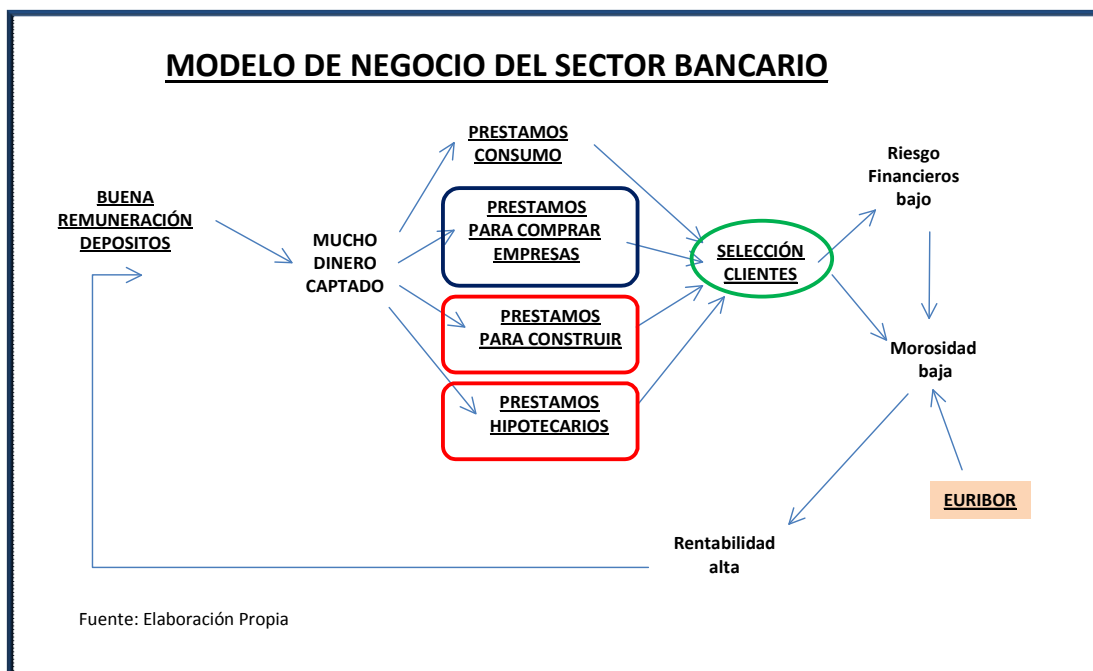 MODELO DE NEGOCIO DEL SECTOR BANCARIO
BUENA
REMUNERACIÓN
DEPOSITOS
MUCHO
DINERO
CAPTADO
PRESTAMOS
CONSUMO
PRESTAMOS
PARA COMPRAR
EMPRESAS
PRESTAMOS
PARA CONSTRUIR
PRESTAMOS
HIPOTECARIOS
SELECCIÓN
CLIENTES
Riesgo
Financieros
bajo
Morosidad
baja
EURIBOR
Rentabilidad
alta
Fuente: Elaboración Propia